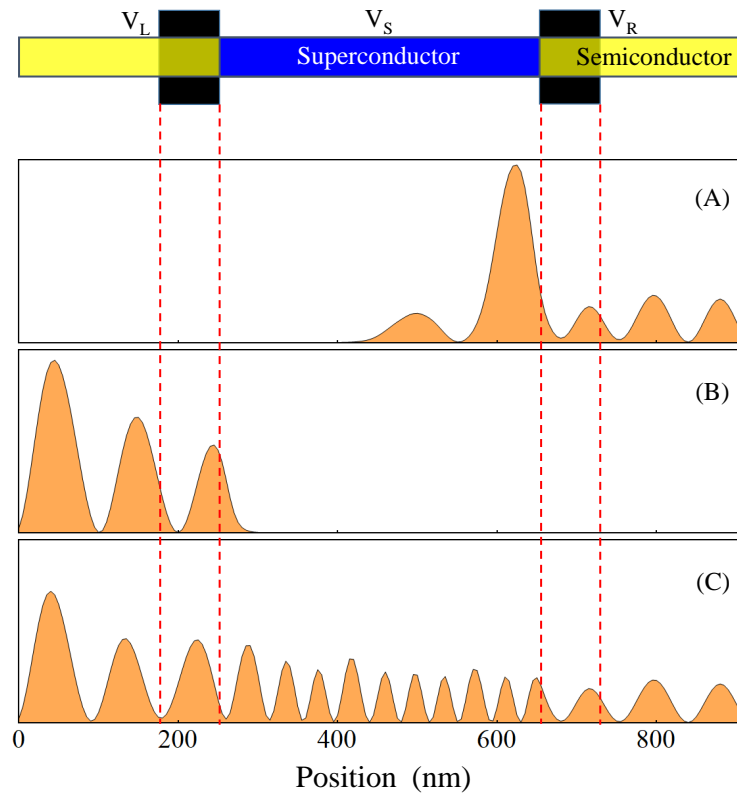 V_L V_S V_R
Superconductor Semiconductor
(A)
(B)
(C)
0 200 400 600 800
Position (nm)